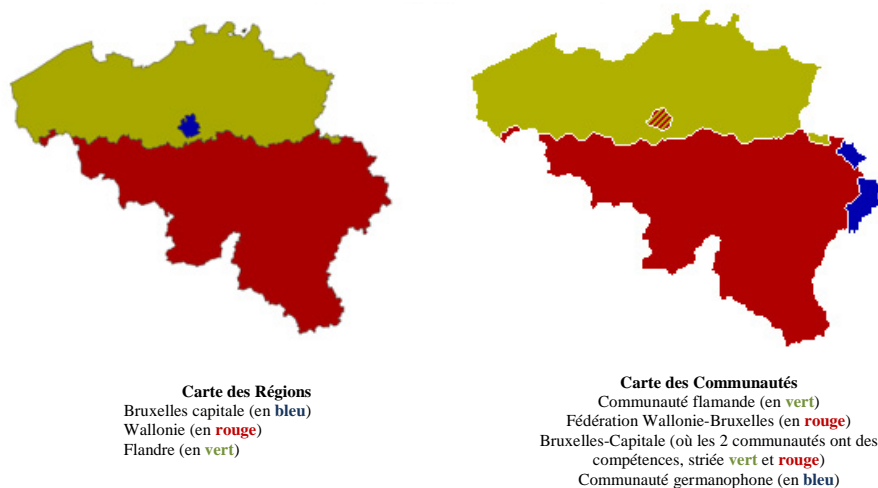 Carte des Régions
Bruxelles capitale (en bleu)
Wallonie (en rouge)
Flandre (en vert)
Carte des Communautés
Communauté flamande (en vert)
Fédération Wallonie-Bruxelles (en rouge)
Bruxelles-Capitale (où les 2 communautés ont des
compétences, striée vert et rouge)
Communauté germanophone (en bleu)